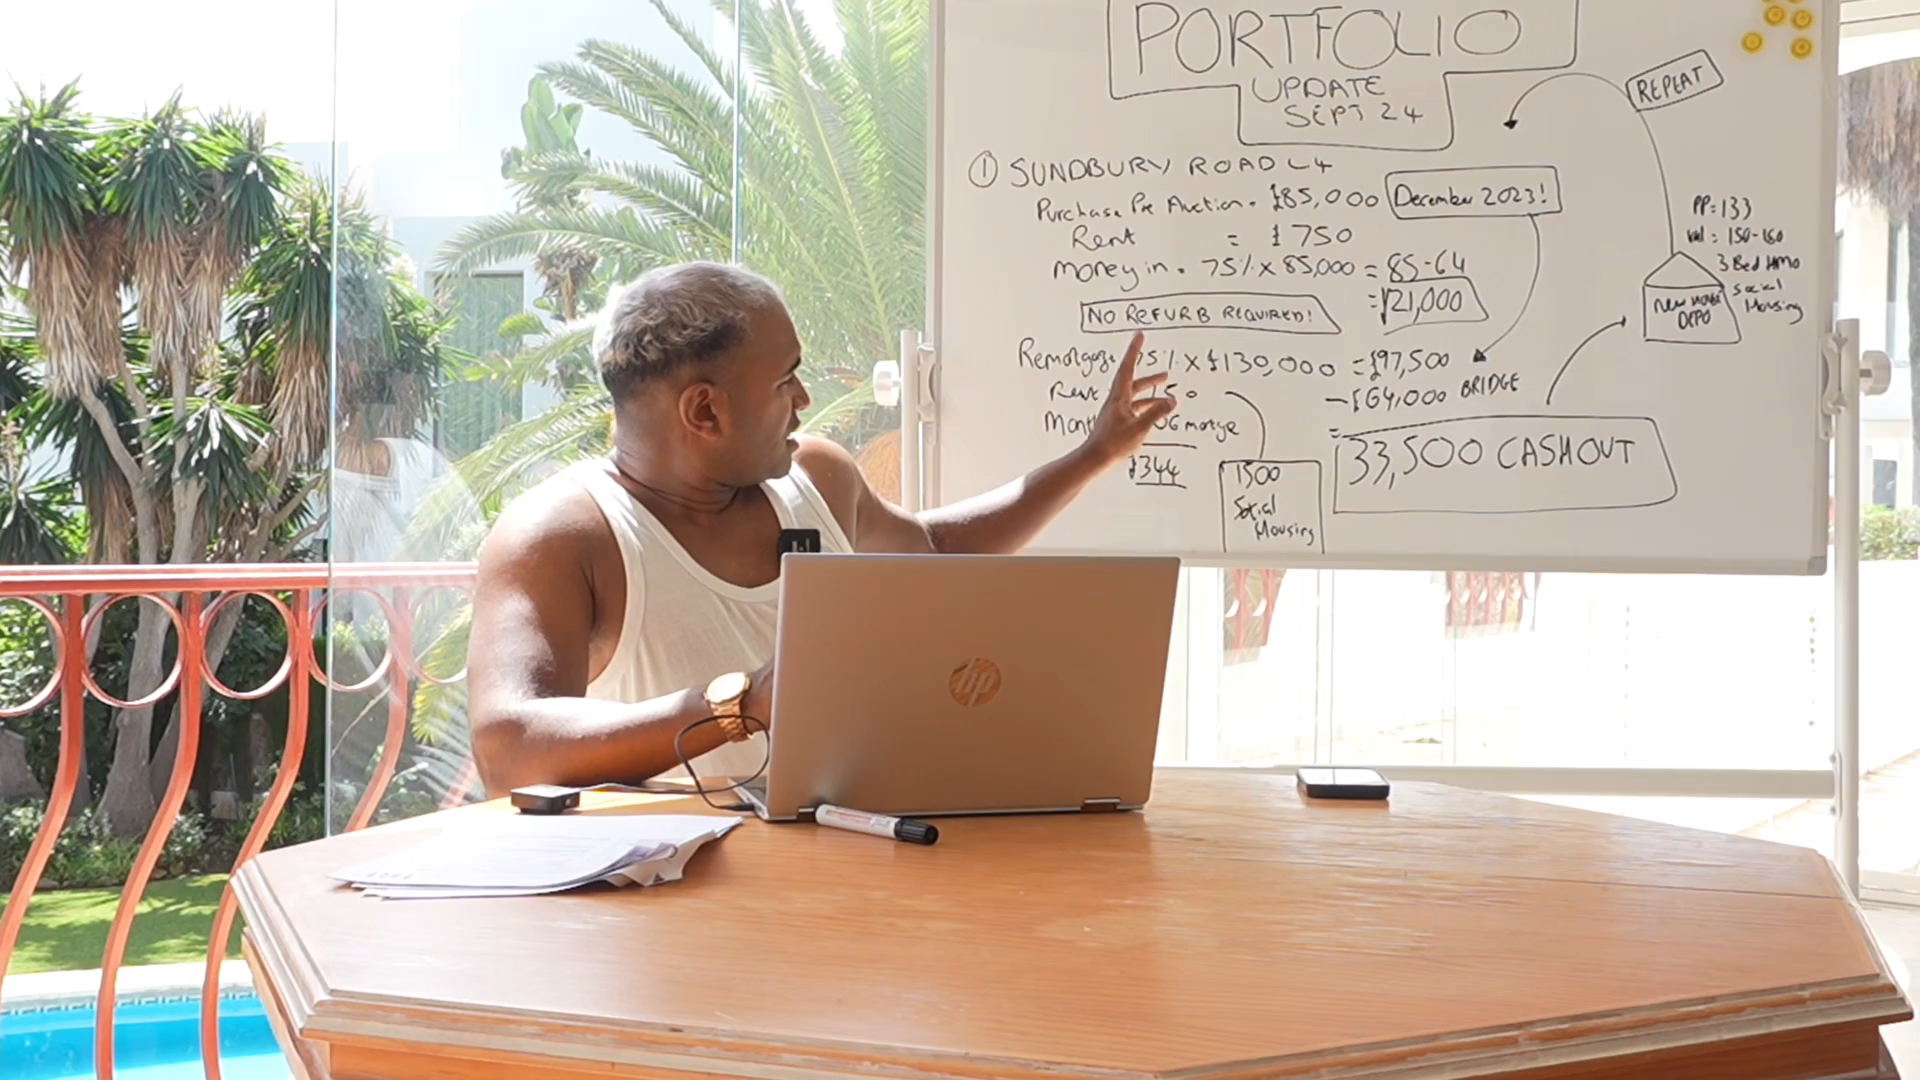 PORTFOLIO
UPDATE
SEPT 24
REPEAT
① SUNDBURY ROAD L4
Purchase Pre Auction = £85,000
December 2023!
Rent = £750
Money in = 75% x 85,000 = 85-64
= £21,000
NO REFURB REQUIRED!
Remortgage 75% x £130,000 = £97,500
- £64,000 BRIDGE
Rent
= 33,500 CASH OUT
£344
1500
Social
Housing
PP = 133
Val = 150-160
3 Bed HMO
Social
Housing
New House
DEPO
hp